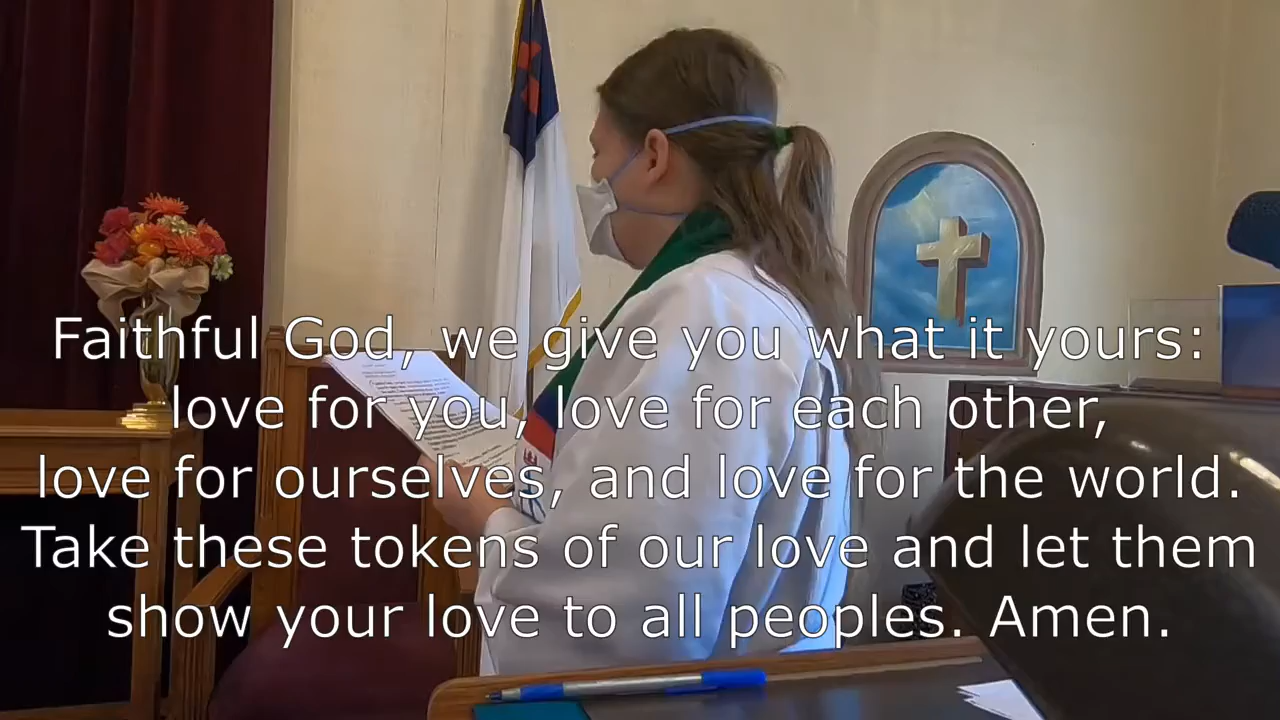 Faithful God, we give you what it yours:
love for you, love for each other,
love for ourselves, and love for the world.
Take these tokens of our love and let them
show your love to all peoples. Amen.